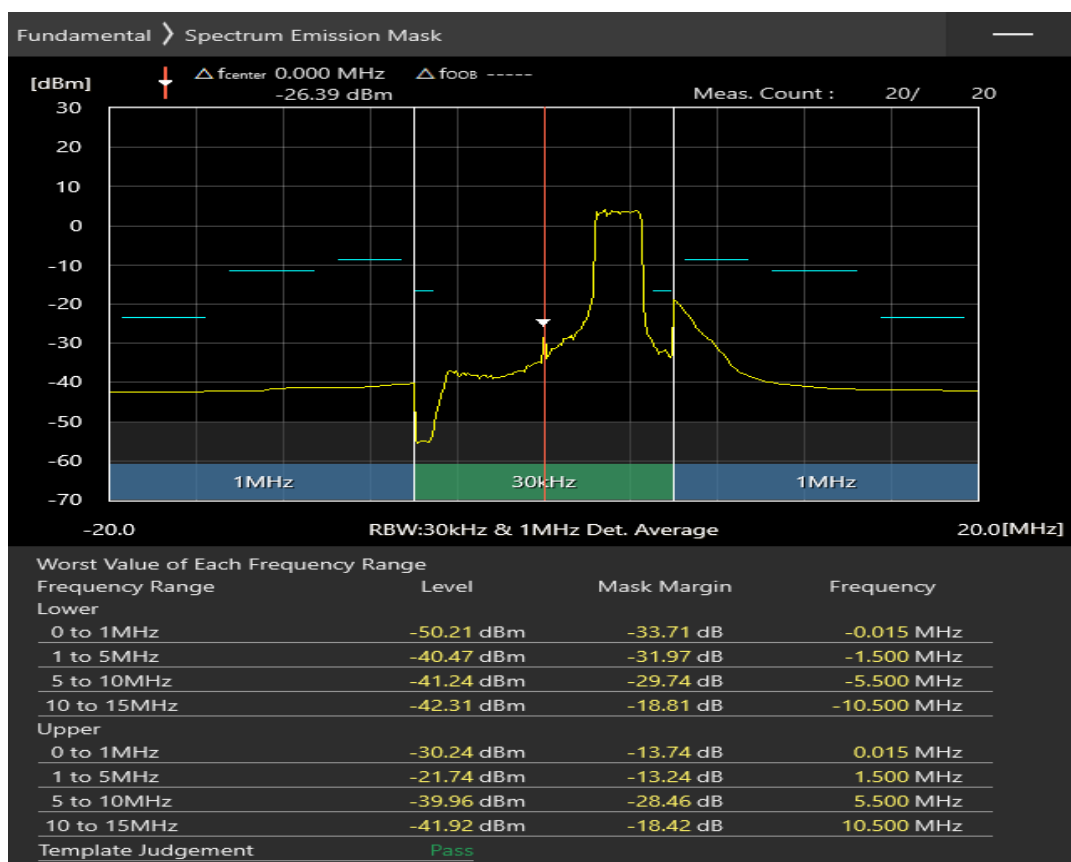 Fundamental ❯ Spectrum Emission Mask
[dBm] △ fcenter 0.000 MHz △ fOOB -----
-26.39 dBm Meas. Count : 20/ 20
30
20
10
0
-10
-20
-30
-40
-50
-60
1MHz 30kHz 1MHz
-70
-20.0 RBW:30kHz & 1MHz Det. Average 20.0[MHz]
Worst Value of Each Frequency Range
Frequency Range Level Mask Margin Frequency
Lower
0 to 1MHz -50.21 dBm -33.71 dB -0.015 MHz
1 to 5MHz -40.47 dBm -31.97 dB -1.500 MHz
5 to 10MHz -41.24 dBm -29.74 dB -5.500 MHz
10 to 15MHz -42.31 dBm -18.81 dB -10.500 MHz
Upper
0 to 1MHz -30.24 dBm -13.74 dB 0.015 MHz
1 to 5MHz -21.74 dBm -13.24 dB 1.500 MHz
5 to 10MHz -39.96 dBm -28.46 dB 5.500 MHz
10 to 15MHz -41.92 dBm -18.42 dB 10.500 MHz
Template Judgement Pass